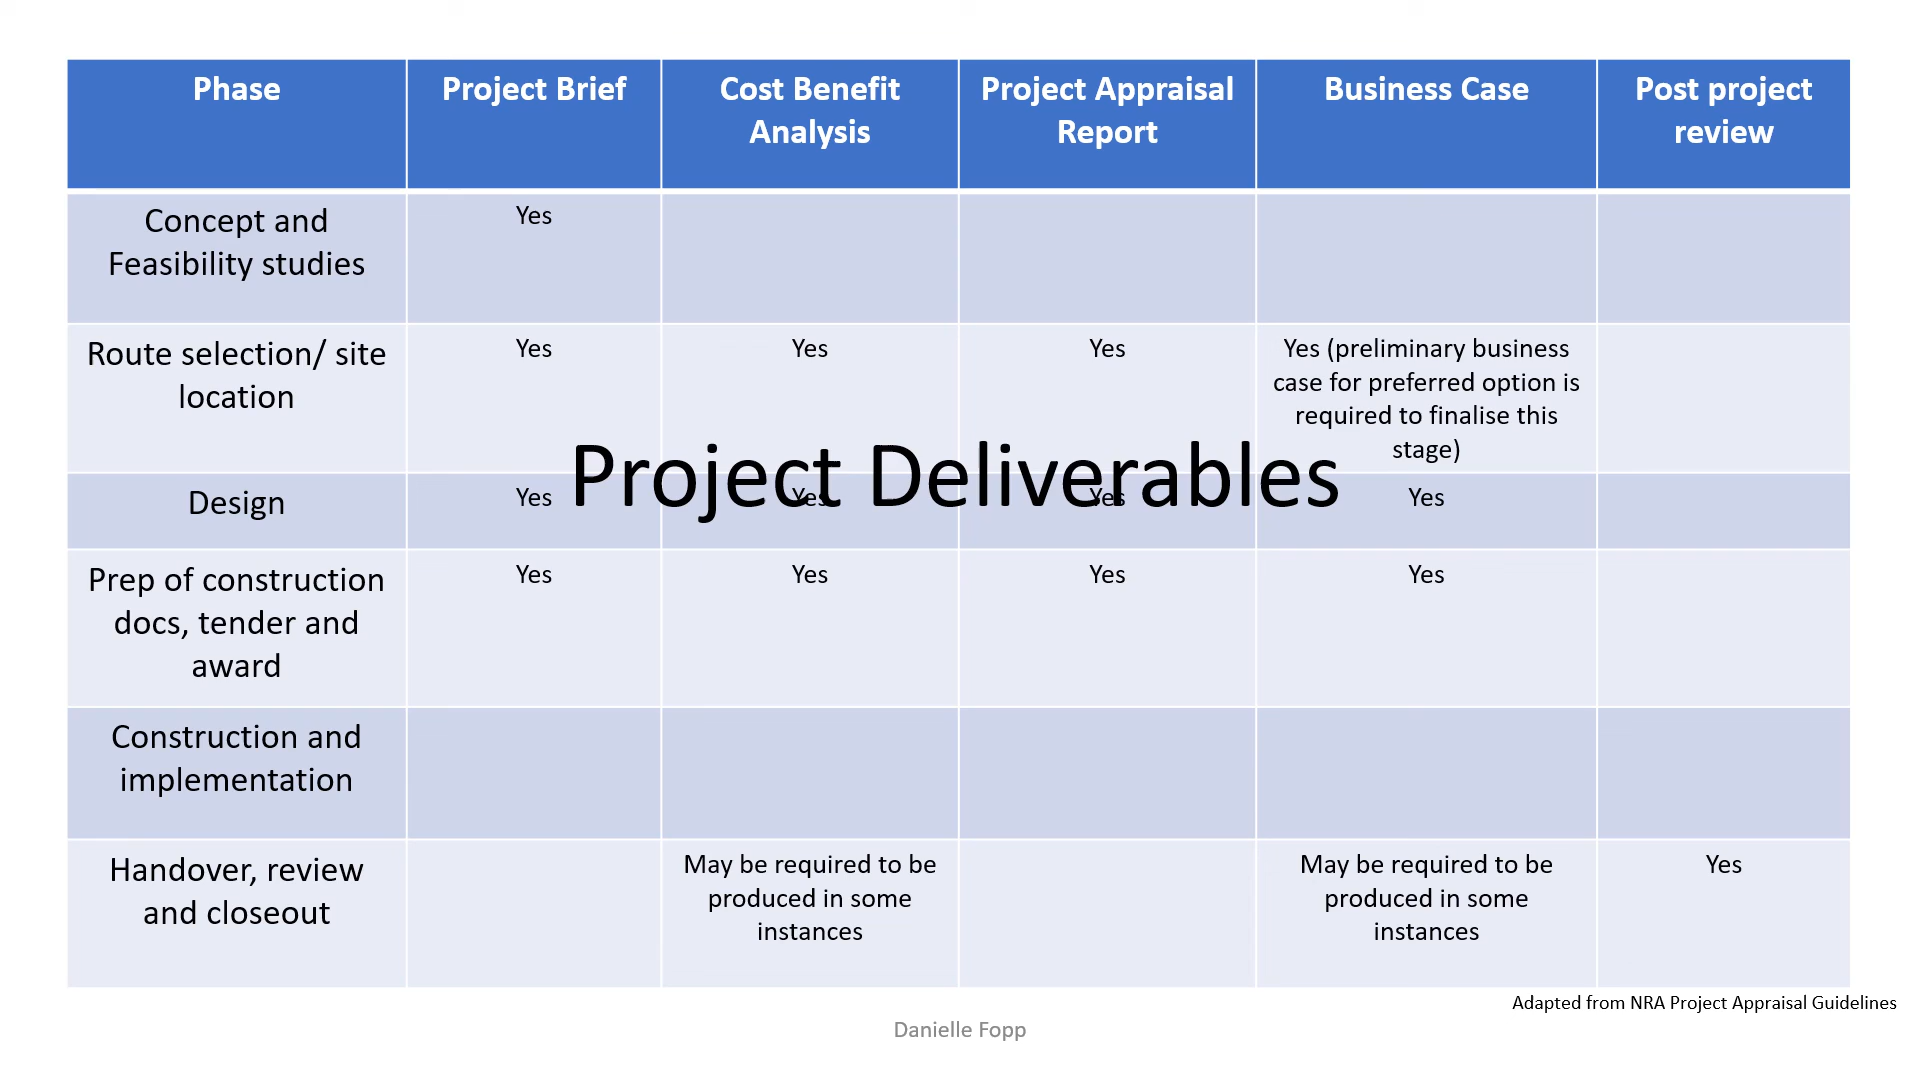 Phase
Project Brief
Cost Benefit
Analysis
Project Appraisal
Report
Business Case
Post project
review
Concept and
Feasibility studies
Yes
Route selection/ site
location
Yes
Yes
Yes
Yes (preliminary business
case for preferred option is
required to finalise this
stage)
Project Deliverables
Design
Yes
Yes
Yes
Yes
Prep of construction
docs, tender and
award
Yes
Yes
Yes
Yes
Construction and
implementation
Handover, review
and closeout
May be required to be
produced in some
instances
May be required to be
produced in some
instances
Yes
Adapted from NRA Project Appraisal Guidelines
Danielle Fopp